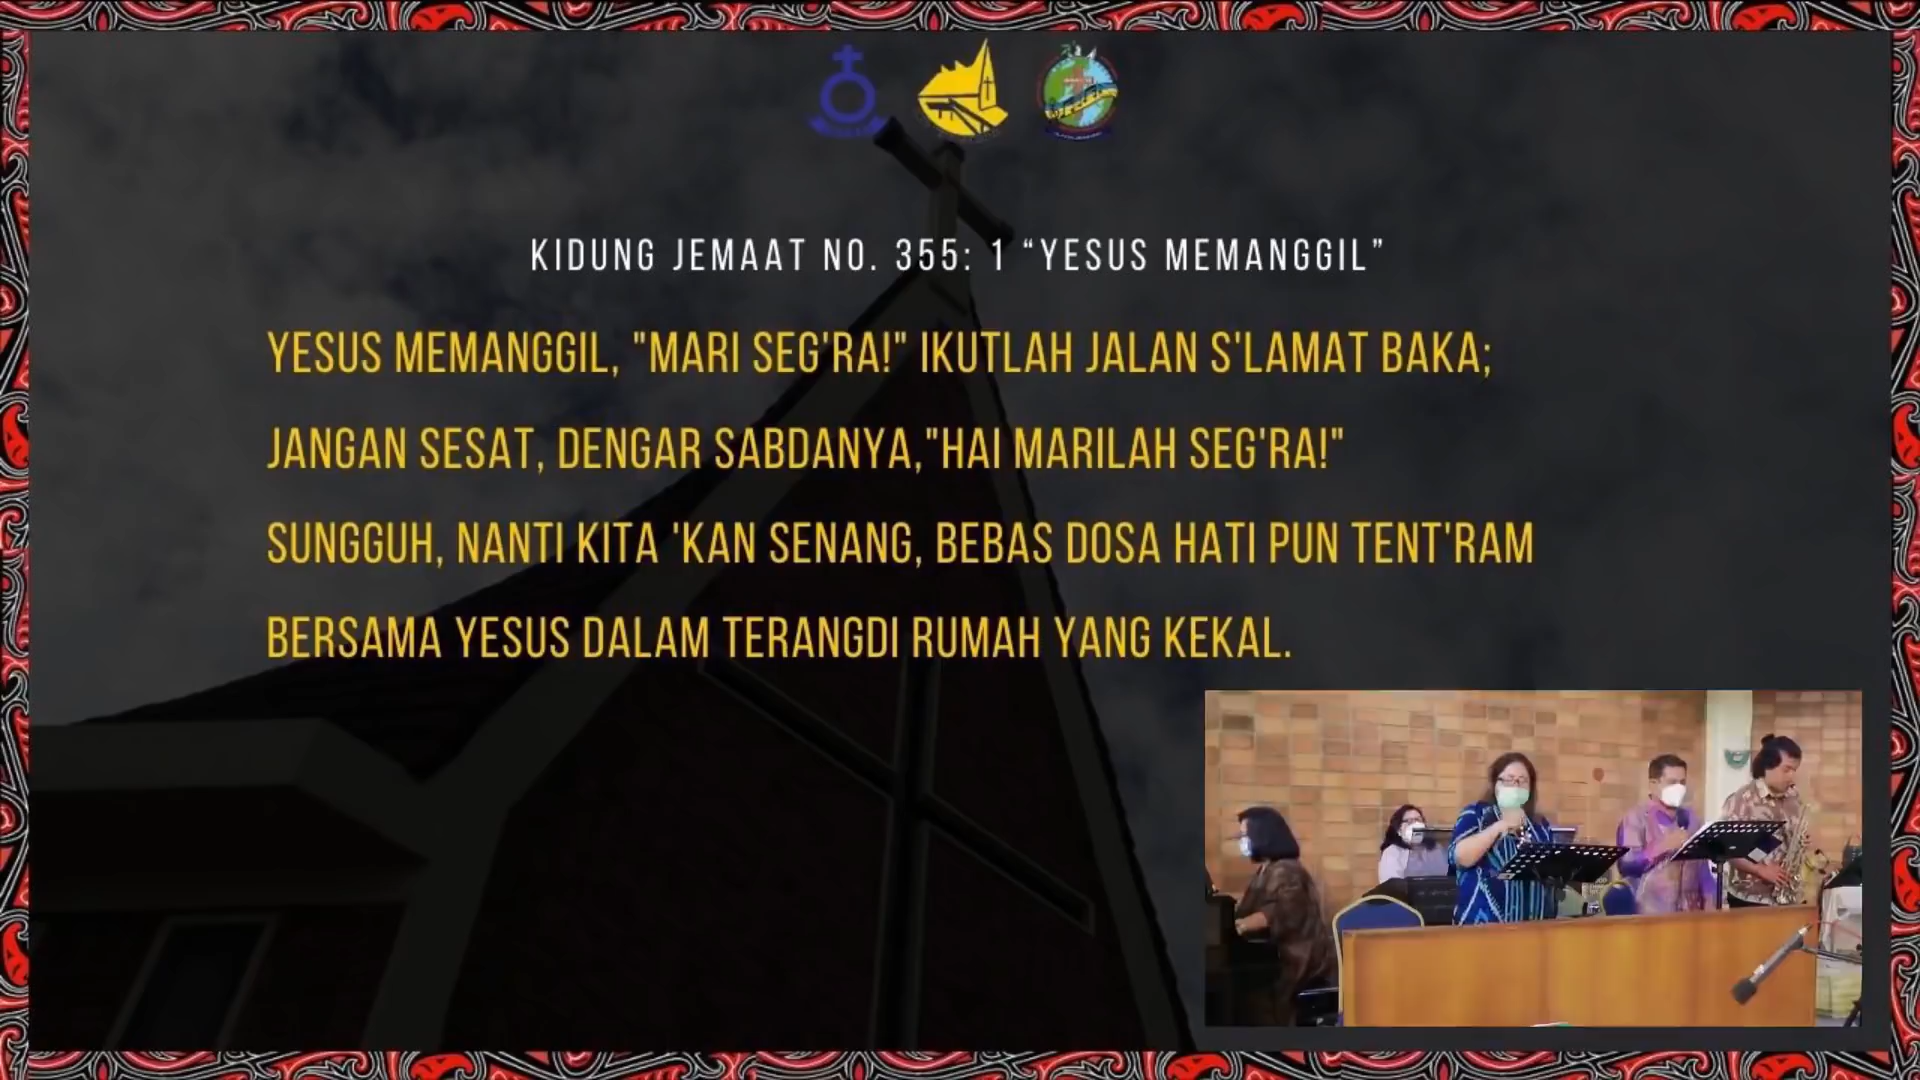 KIDUNG JEMAAT NO. 355: 1 “YESUS MEMANGGIL”
YESUS MEMANGGIL, "MARI SEG'RA!" IKUTLAH JALAN S'LAMAT BAKA;
JANGAN SESAT, DENGAR SABDANYA,"HAI MARILAH SEG'RA!"
SUNGGUH, NANTI KITA 'KAN SENANG, BEBAS DOSA HATI PUN TENT'RAM
BERSAMA YESUS DALAM TERANGDI RUMAH YANG KEKAL.